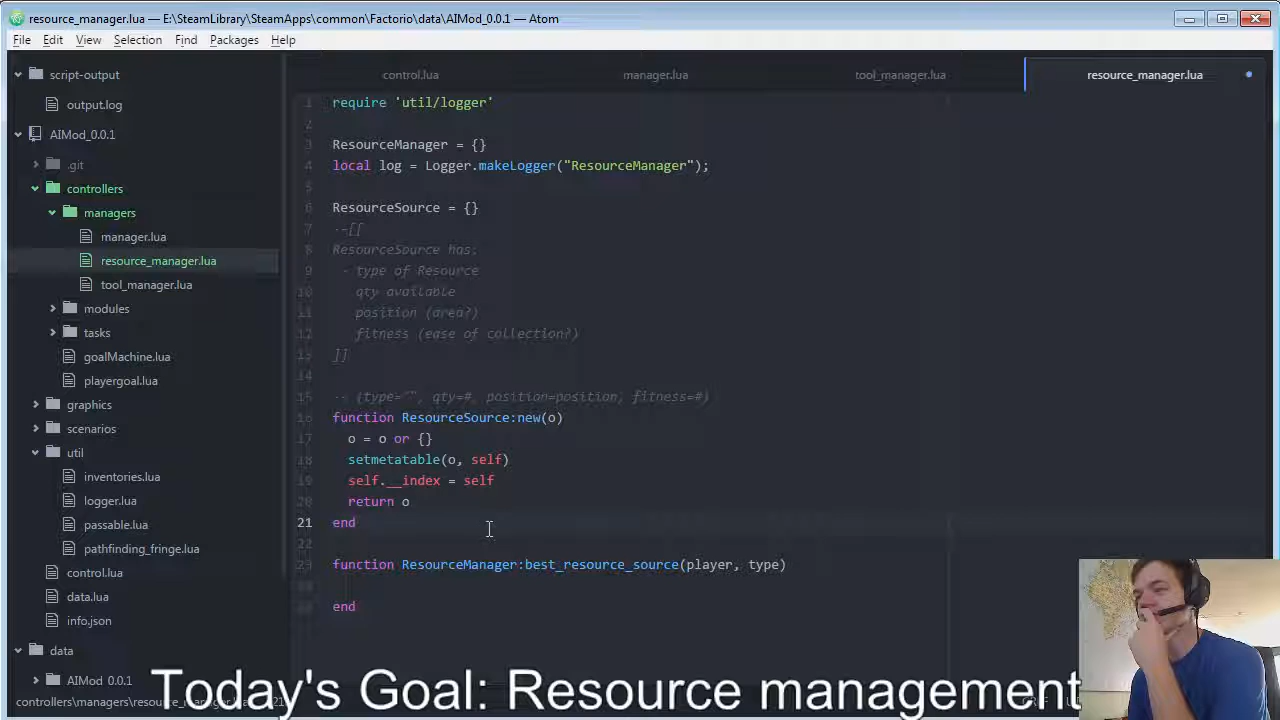 resource_manager.lua — E:\SteamLibrary\SteamApps\common\Factorio\data\AIMod_0.0.1 — Atom
File Edit View Selection Find Packages Help
script-output
output.log
AIMod_0.0.1
.git
controllers
managers
manager.lua
resource_manager.lua
tool_manager.lua
modules
tasks
goalMachine.lua
playergoal.lua
graphics
scenarios
util
inventories.lua
logger.lua
passable.lua
pathfinding_fringe.lua
control.lua
data.lua
info.json
data
AIMod_0.0.1
control.lua manager.lua tool_manager.lua resource_manager.lua
1 require 'util/logger'
2
3 ResourceManager = {}
4 local log = Logger.makeLogger("ResourceManager");
5
6 ResourceSource = {}
7 --[[
8 ResourceSource has:
9 - type of Resource
10 qty available
11 position (area?)
12 fitness (ease of collection?)
13 ]]
14
15 -- (type="", qty=#, position=position, fitness=#)
16 function ResourceSource:new(o)
17 o = o or {}
18 setmetatable(o, self)
19 self.__index = self
20 return o
21 end
22
23 function ResourceManager:best_resource_source(player, type)
end
Today's Goal: Resource management
controllers\managers\resource_m